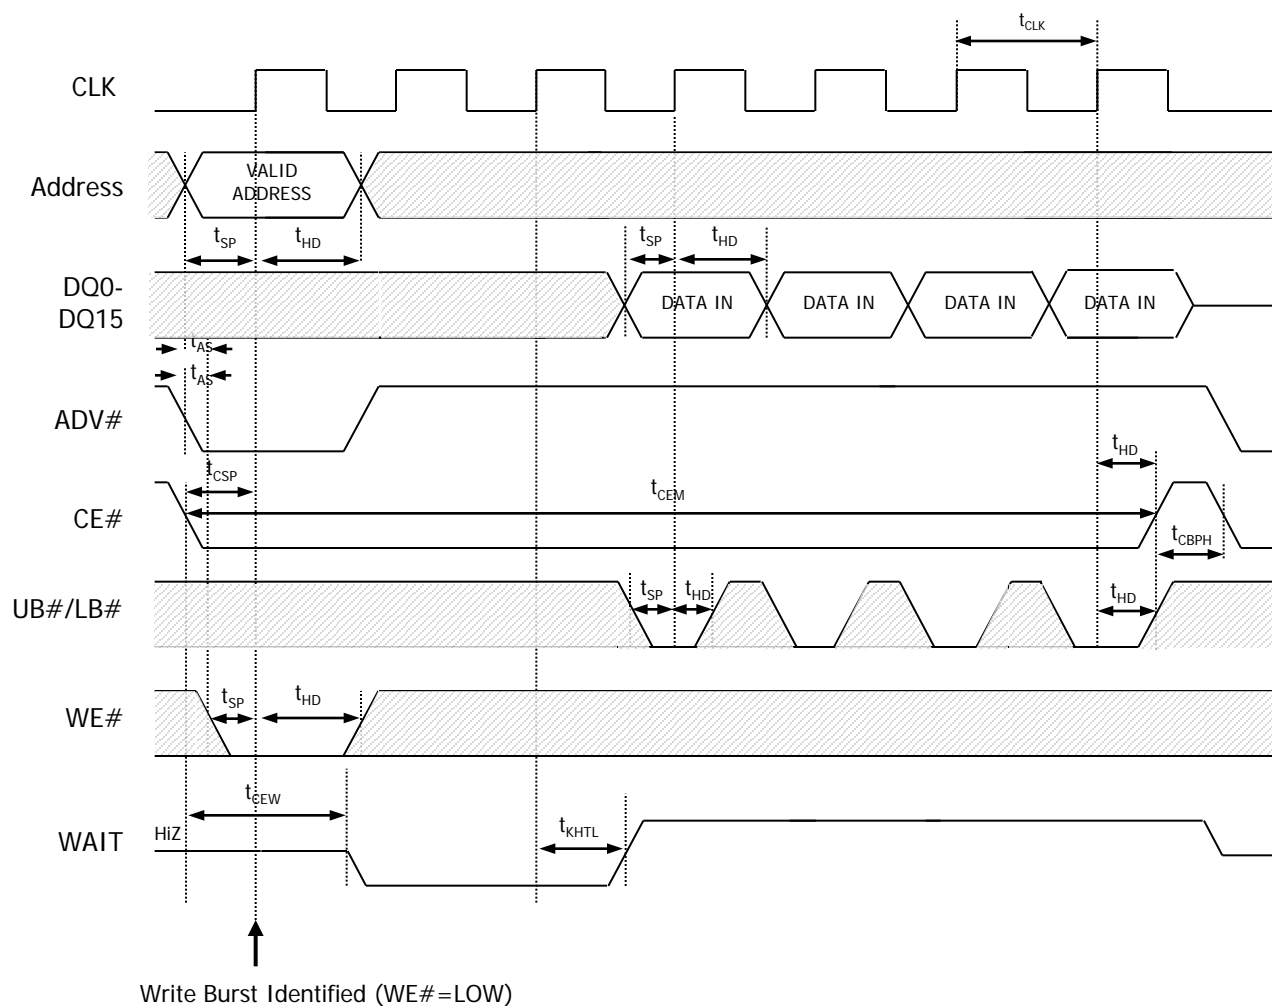 tCLK
CLK
VALID
ADDRESS
Address
tSP
tHD
tSP
tHD
DQ0-
DQ15
DATA IN
DATA IN
DATA IN
DATA IN
tAS
tAS
ADV#
tHD
tCSP
tCEM
CE#
tCBPH
UB#/LB#
tSP
tHD
tHD
WE#
tSP
tHD
tCEW
WAIT
HiZ
tKHTL
Write Burst Identified (WE#=LOW)